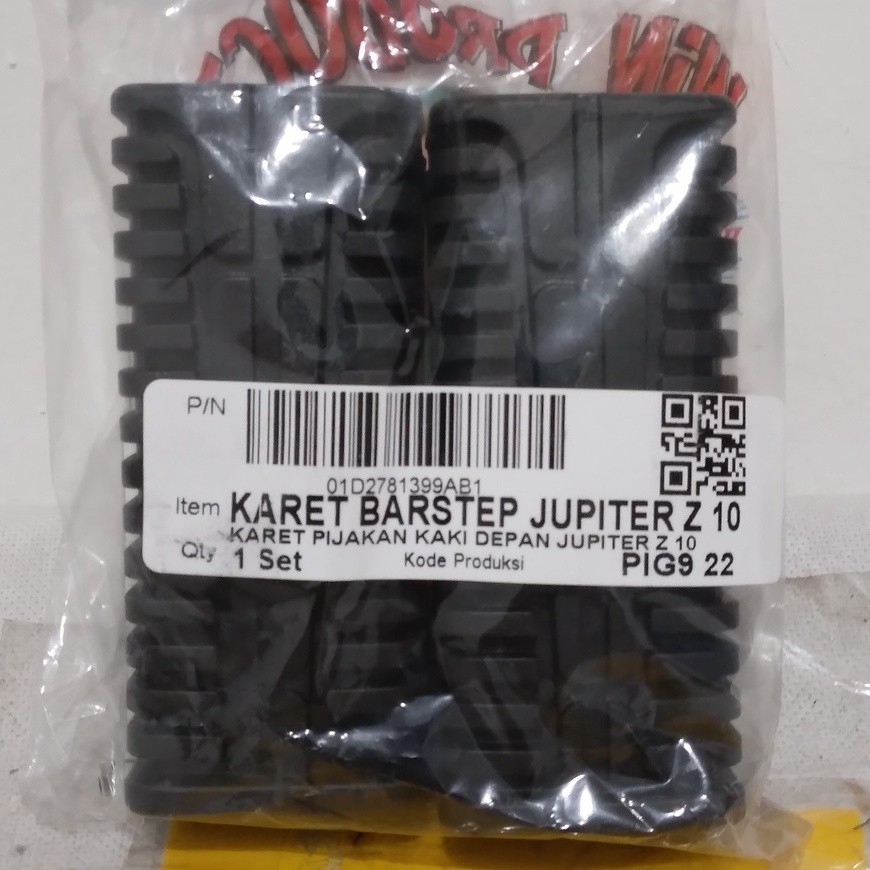 P/N
01D2781399AB1
Item KARET BARSTEP JUPITER Z 10
KARET PIJAKAN KAKI DEPAN JUPITER Z 10
Qty 1 Set Kode Produksi PIG9 22